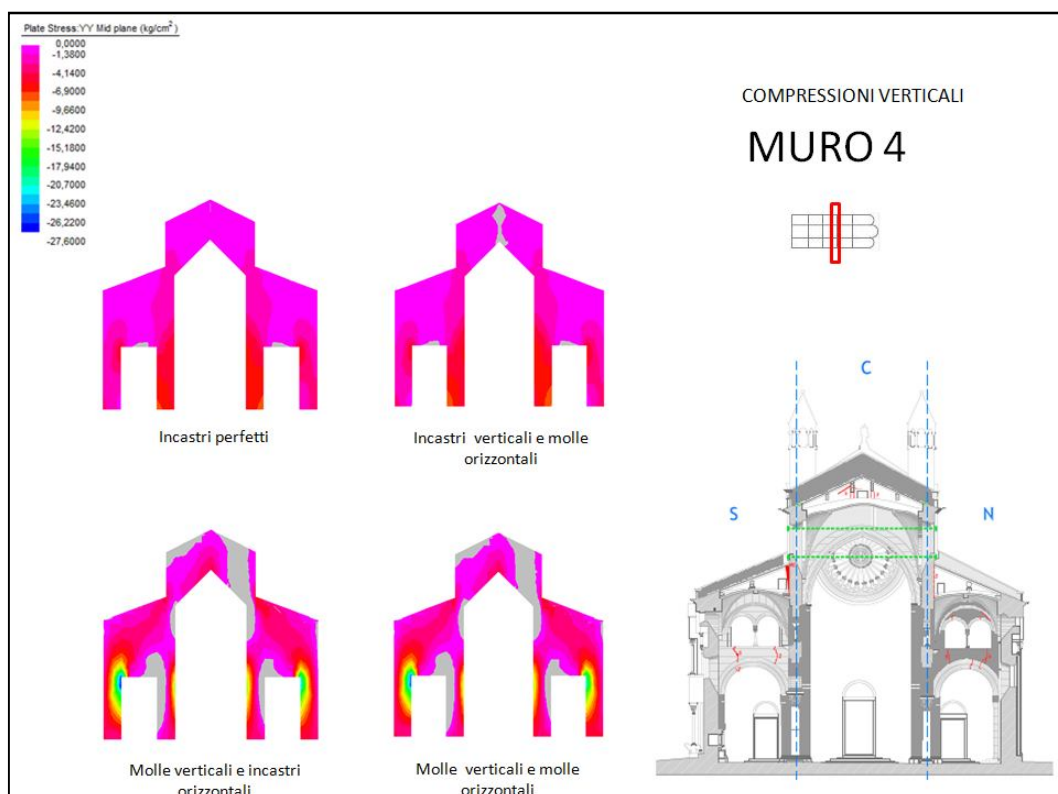 Plate Stress:YY Mid plane (kg/cm²)
0,0000
-1,3800
-4,1400
-6,9000
-9,6600
-12,4200
-15,1800
-17,9400
-20,7000
-23,4600
-26,2200
-27,6000
COMPRESSIONI VERTICALI
MURO 4
Incastri perfetti
Incastri verticali e molle
orizzontali
C
S
N
Molle verticali e incastri
orizzontali
Molle verticali e molle
orizzontali